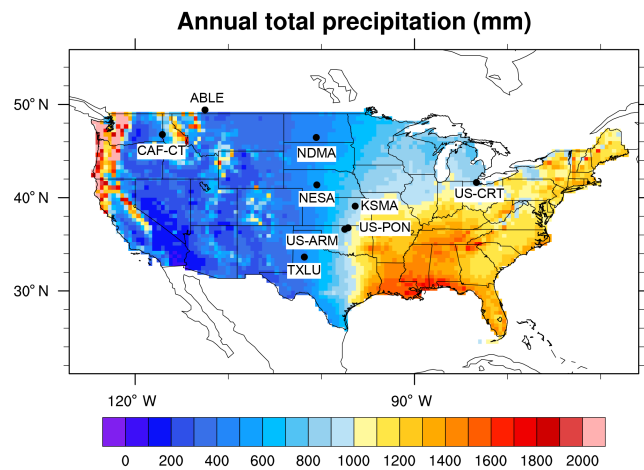 Annual total precipitation (mm)
50° N
ABLE
CAF-CT
NDMA
40° N
NESA
US-CRT
KSMA
US-PON
US-ARM
TXLU
30° N
120° W
90° W
0 200 400 600 800 1000 1200 1400 1600 1800 2000